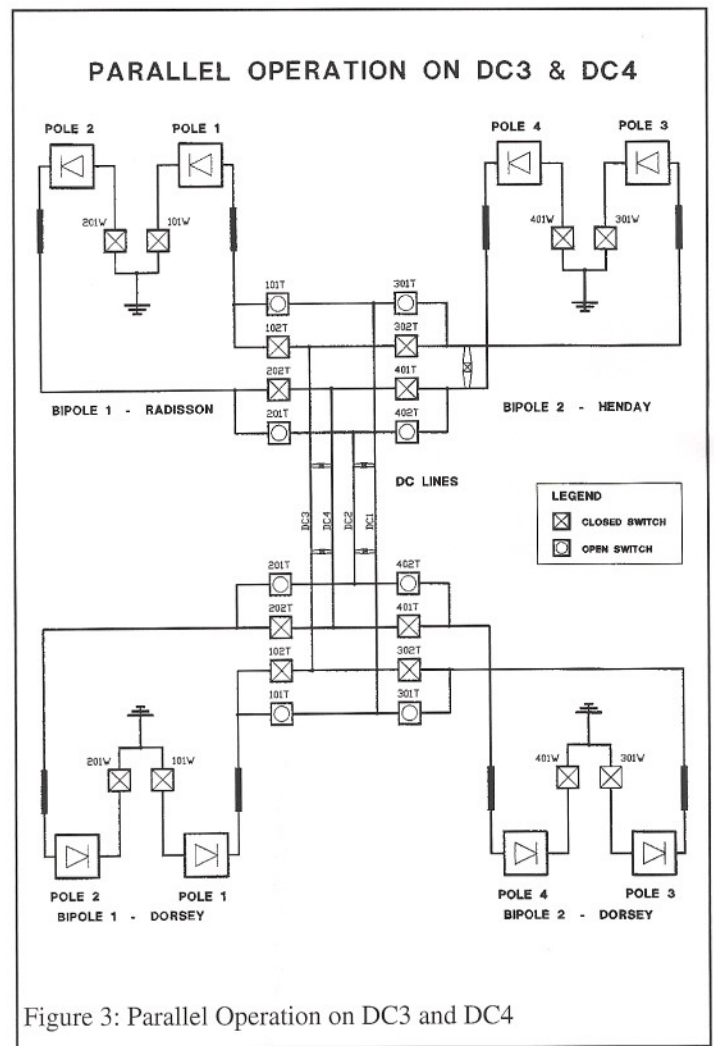 PARALLEL OPERATION ON DC3 & DC4
POLE 2
POLE 1
POLE 4
POLE 3
201W
101W
401W
301W
101T
301T
102T
302T
202T
401T
201T
402T
BIPOLE 1 - RADISSON
BIPOLE 2 - HENDAY
DC LINES
DC3
DC4
DC2
DC1
LEGEND
CLOSED SWITCH
OPEN SWITCH
201T
402T
202T
401T
102T
302T
101T
301T
201W
101W
401W
301W
POLE 2
POLE 1
POLE 4
POLE 3
BIPOLE 1 - DORSEY
BIPOLE 2 - DORSEY
Figure 3: Parallel Operation on DC3 and DC4